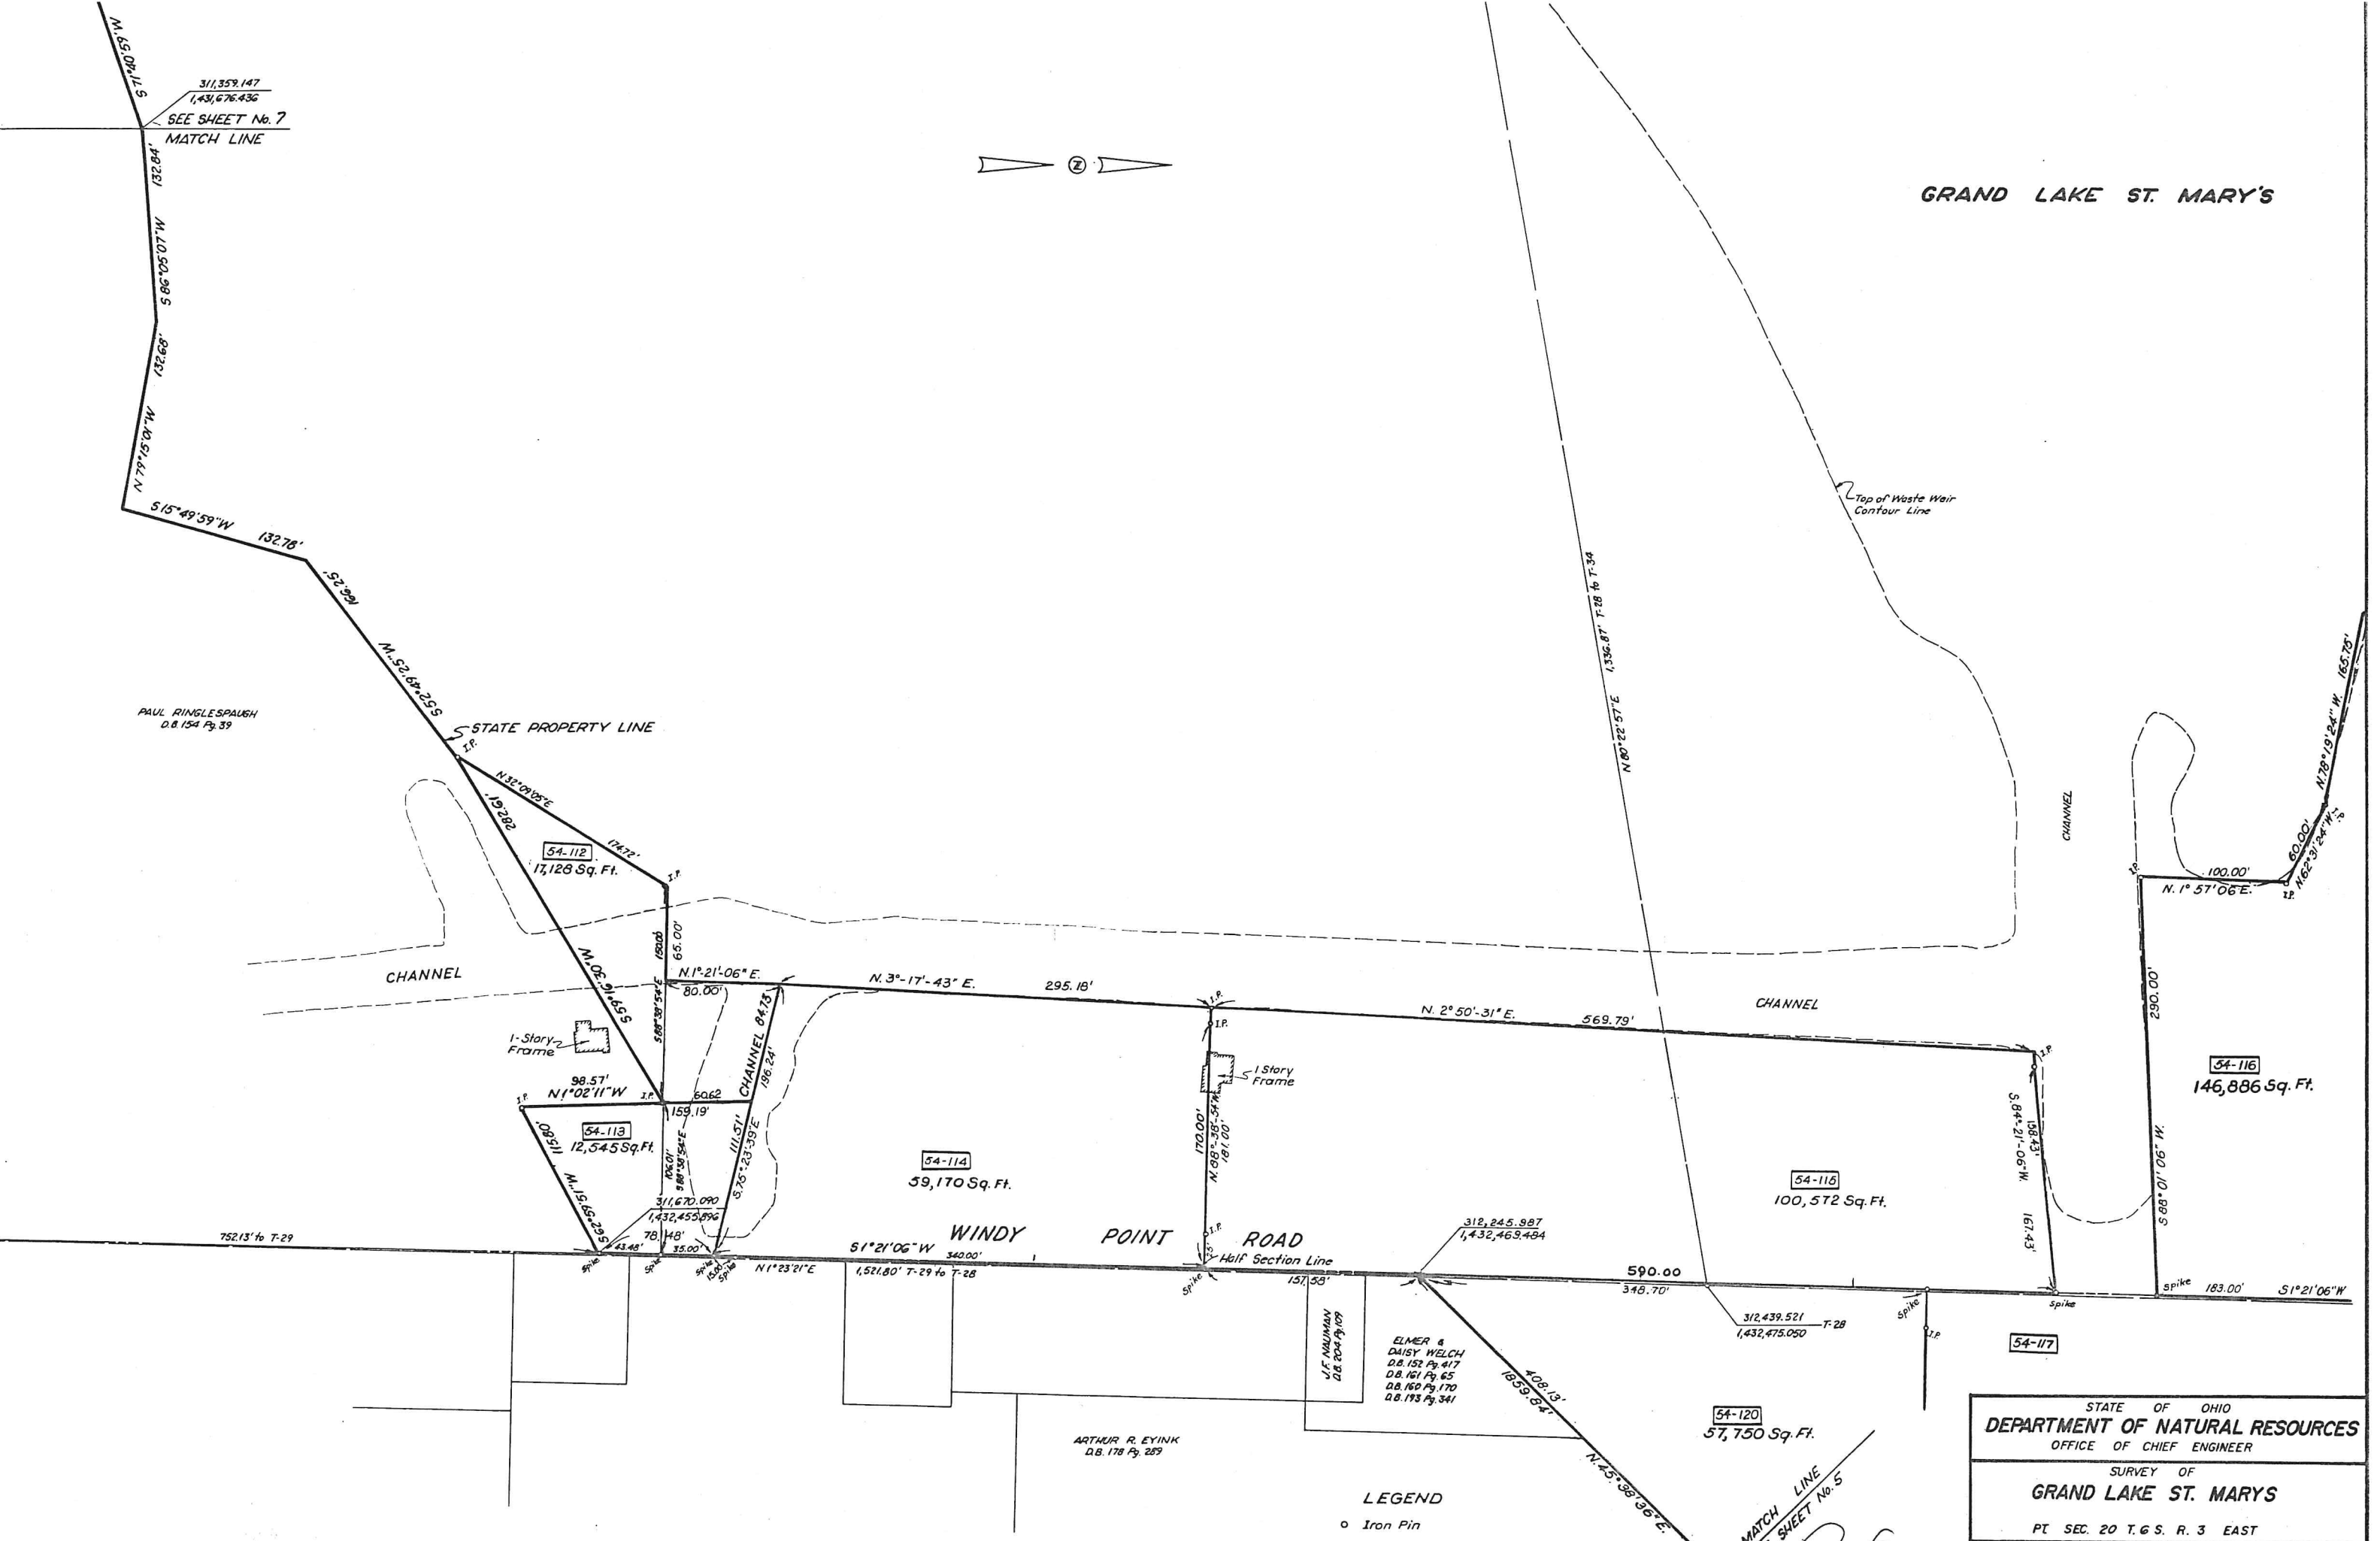 S 71°40'59"W
311,359.147
1,431,676.436
SEE SHEET No. 7
MATCH LINE
132.84'
S 86°05'07"W
132.68'
N 79°15'01"W
S 15°49'59"W
132.78'
166.25'
S 52°49'25"W
Z
GRAND LAKE ST. MARY'S
Top of Waste Weir
Contour Line
1,336.87' T-28 to T-34
N 80°22'57"E
PAUL RINGLESPAUGH
D.B. 154 Pg. 39
STATE PROPERTY LINE
I.P.
N 32°09'05"E
174.72'
282.61'
S 59°16'30"W
54-112
17,128 Sq. Ft.
I.P.
150.00
65.00'
S 88°38'54"E
CHANNEL
1-Story
Frame
N.1°-21'-06" E.
80.00'
N. 3°-17'-43" E.
295.18'
I.P.
I.P.
N. 2°50'-31" E.
569.79'
CHANNEL
CHANNEL
I.P.
CHANNEL 84.73'
196.24'
98.57'
N 1°02'11"W
I.P.
I.P.
60.62
159.19'
54-113
12,545 Sq. Ft.
115.80'
S 62°59'51"W
106.01'
S 88°38'54"E
111.51'
S.75°-23'-39"E
311,670.090
1,432,455.896
54-114
59,170 Sq. Ft.
1 Story
Frame
170.00'
N. 88°-38'-54"W.
181.00'
I.P.
54-115
100,572 Sq. Ft.
S. 84°-21'-06"W.
158.43'
167.43'
I.P.
290.00'
S 88°01'06" W.
100.00'
N. 1°57'06"E.
I.P.
60.00'
N.62°31'24"W.
I.P.
N.78°19'24" W.
165.75'
54-116
146,886 Sq. Ft.
752.13' to T-29
43.48'
78.48'
35.00'
Spike
Spike
Spike
15.00'
Spike
WINDY POINT ROAD
S 1°21'06" W
340.00'
N 1°23'21"E
1,521.80' T-29 to T-28
Half Section Line
Spike
157.58'
312,245.987
1,432,469.484
590.00
348.70'
312,439.521
1,432,475.050
T-28
Spike
I.P.
Spike
Spike
183.00'
S 1°21'06"W
54-117
J.F. NAUMAN
D.B. 204 Pg. 109
ELMER &
DAISY WELCH
D.B. 152 Pg. 417
D.B. 161 Pg. 65
D.B. 160 Pg. 170
D.B. 193 Pg. 341
408.13'
1859.84'
N.45°38'36"E.
54-120
57,750 Sq. Ft.
ARTHUR R. EYINK
D.B. 178 Pg. 289
MATCH LINE
SHEET No. 5
LEGEND
Iron Pin
STATE OF OHIO
DEPARTMENT OF NATURAL RESOURCES
OFFICE OF CHIEF ENGINEER
SURVEY OF
GRAND LAKE ST. MARYS
PT. SEC. 20 T. 6 S. R. 3 EAST